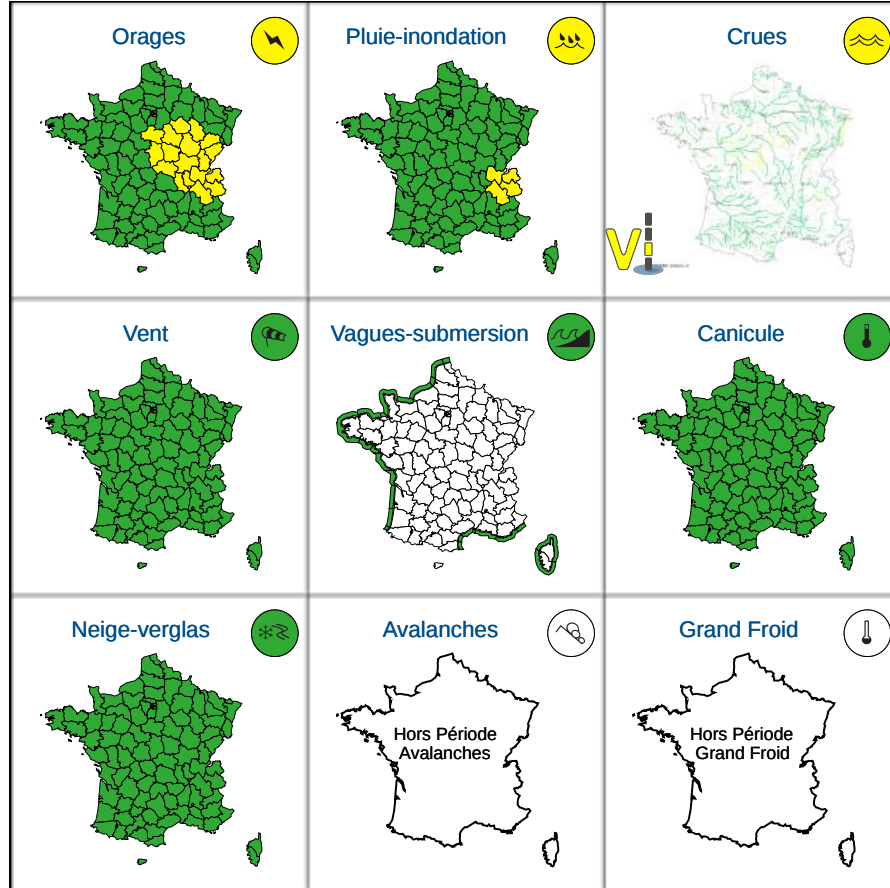 Orages
Pluie-inondation
Crues
Vi
Vent
Vagues-submersion
Canicule
Neige-verglas
Avalanches
Grand Froid
Hors Période
Avalanches
Hors Période
Grand Froid